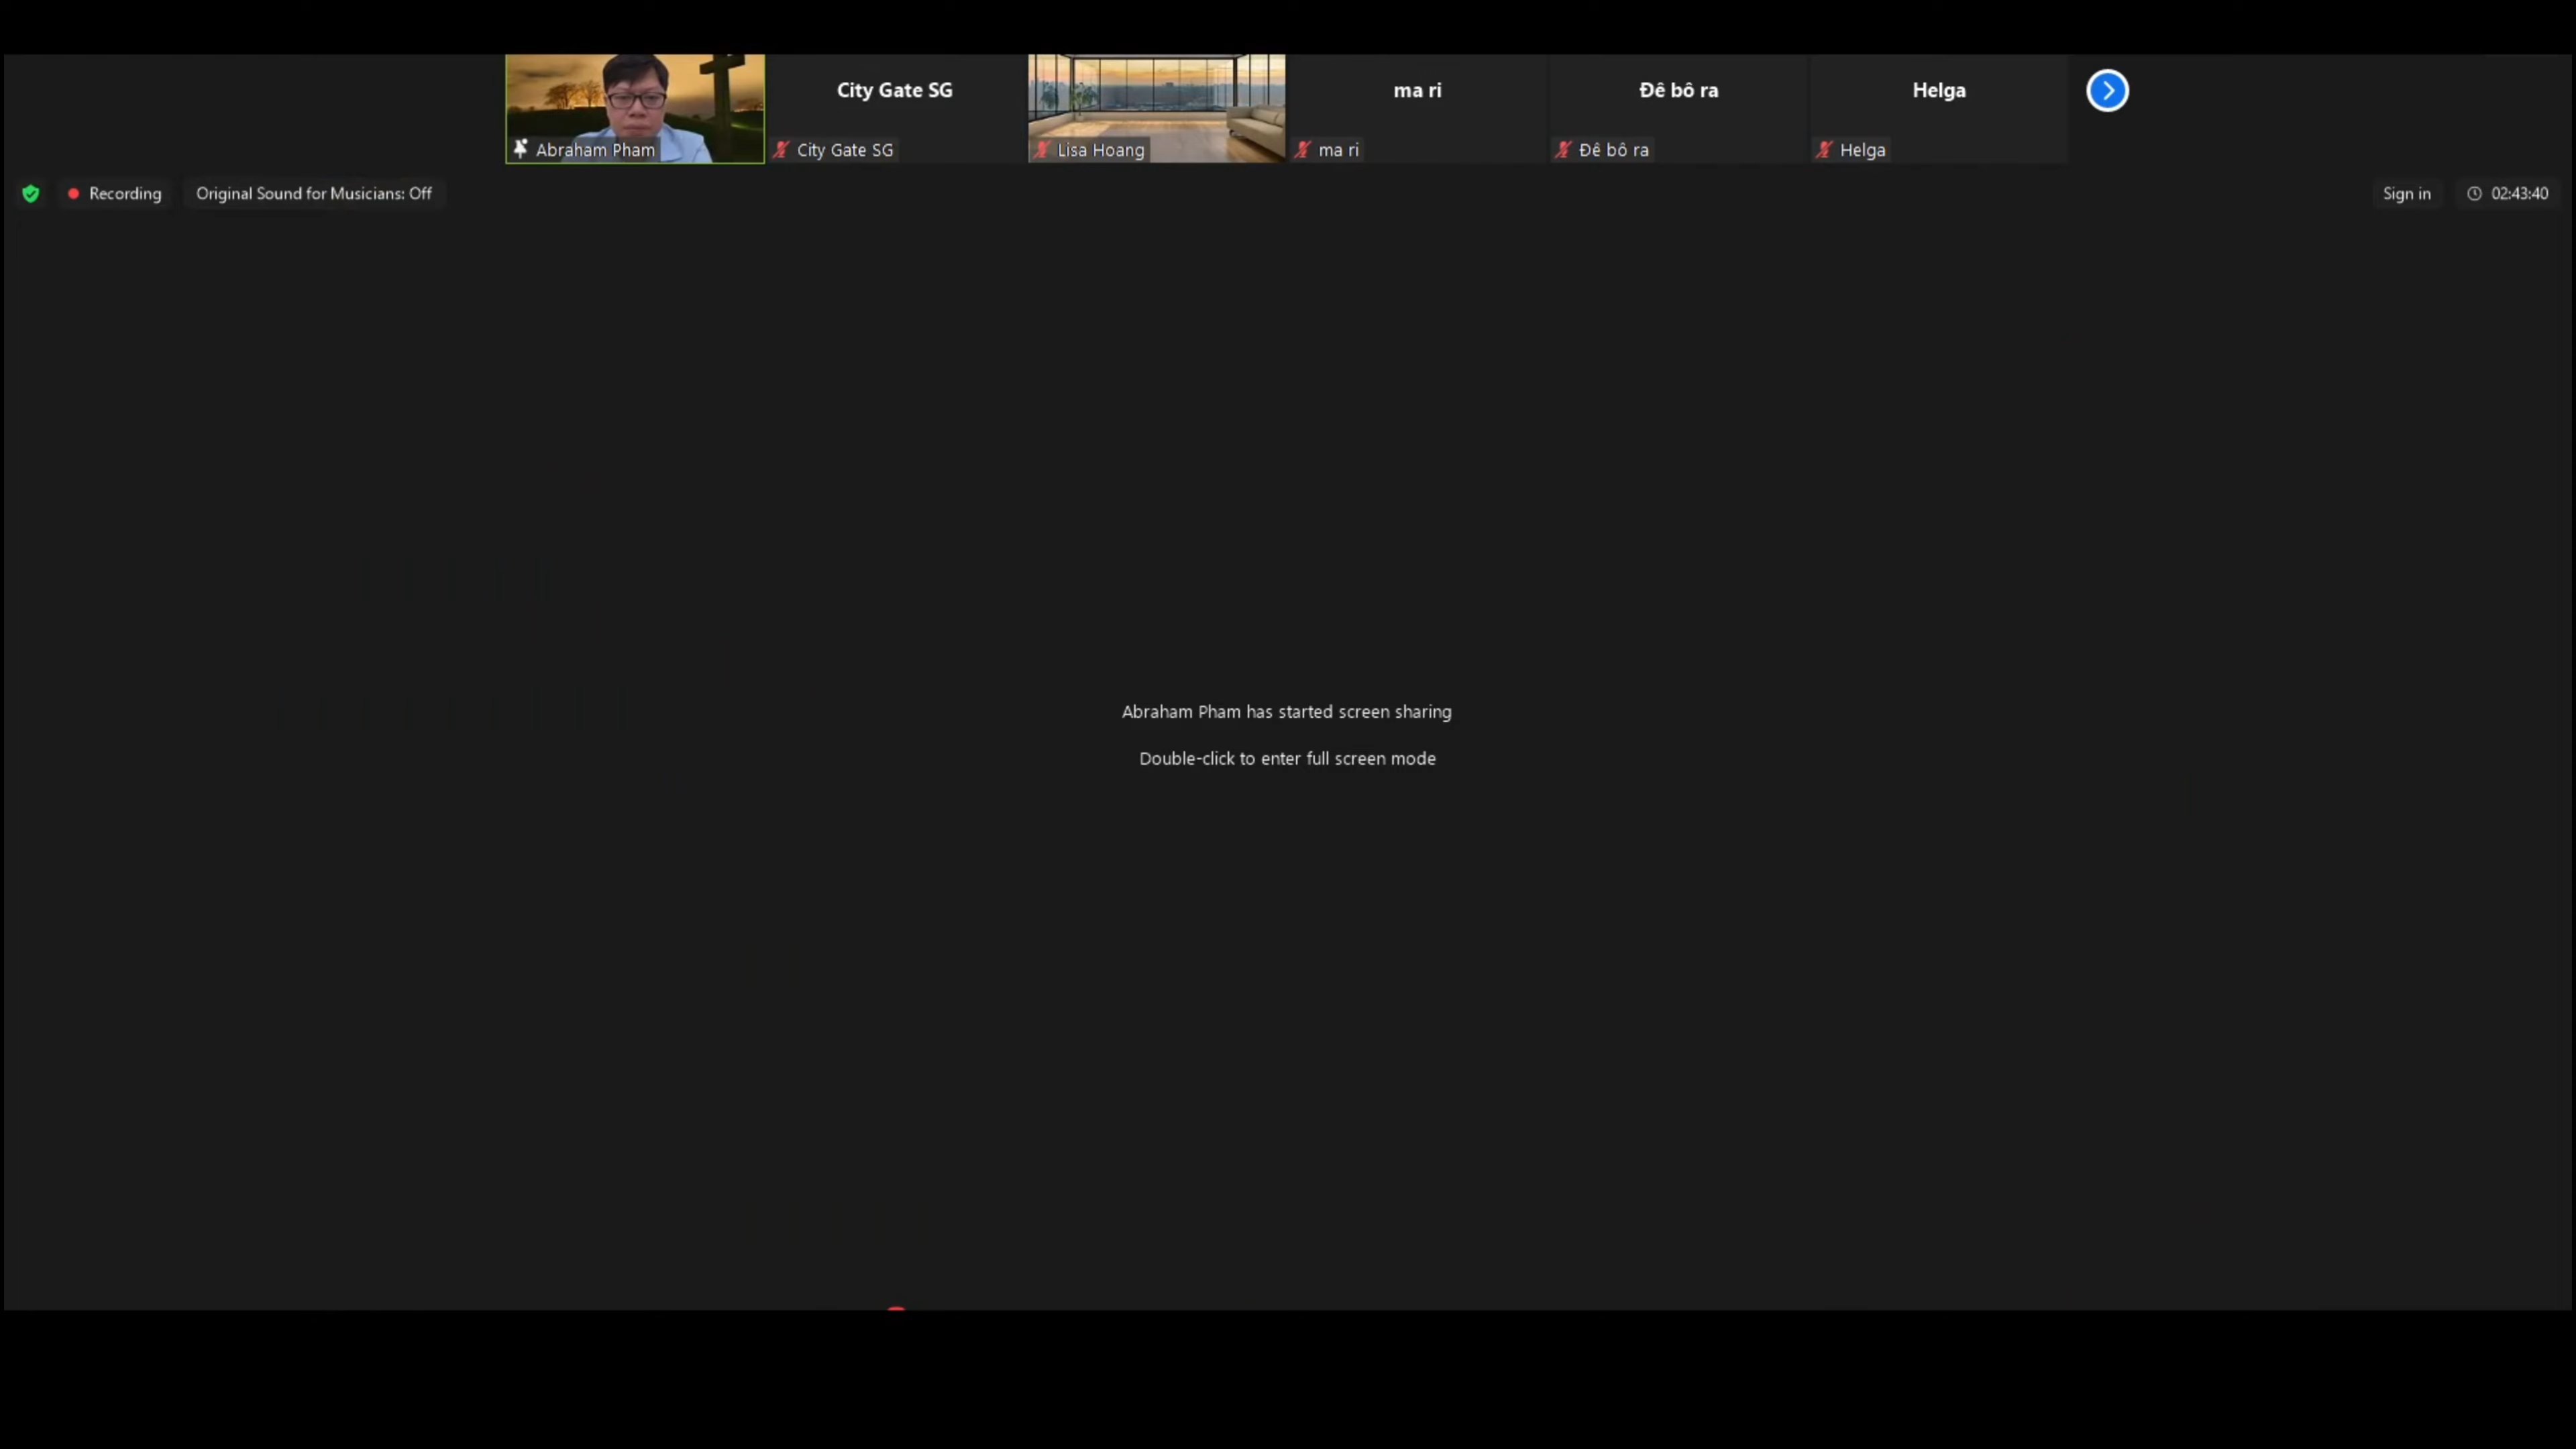 City Gate SG
ma ri
Đê bô ra
Helga
Abraham Pham
City Gate SG
Lisa Hoang
ma ri
Đê bô ra
Helga
Recording
Original Sound for Musicians: Off
Sign in
02:43:40
Abraham Pham has started screen sharing
Double-click to enter full screen mode